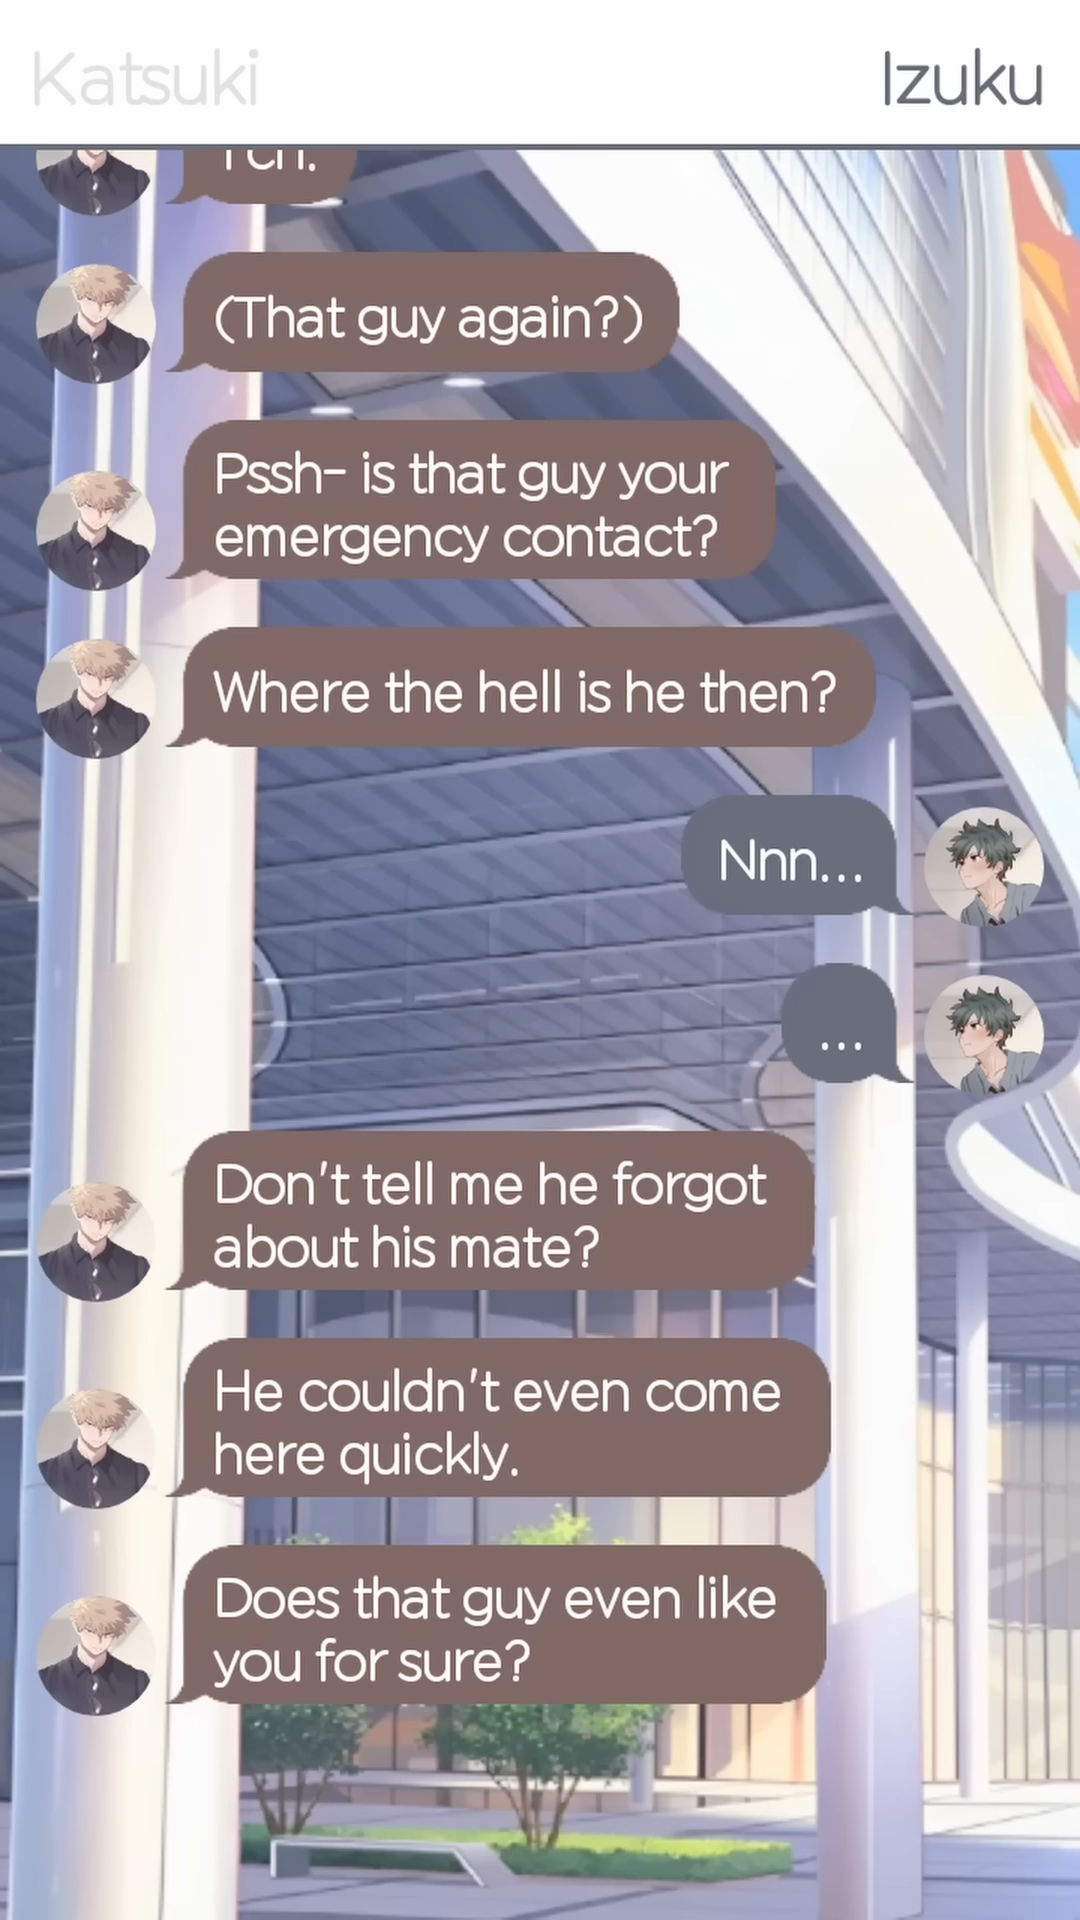 Katsuki
Izuku
(That guy again?)
Pssh- is that guy your
emergency contact?
Where the hell is he then?
Nnn...
...
Don't tell me he forgot
about his mate?
He couldn't even come
here quickly.
Does that guy even like
you for sure?